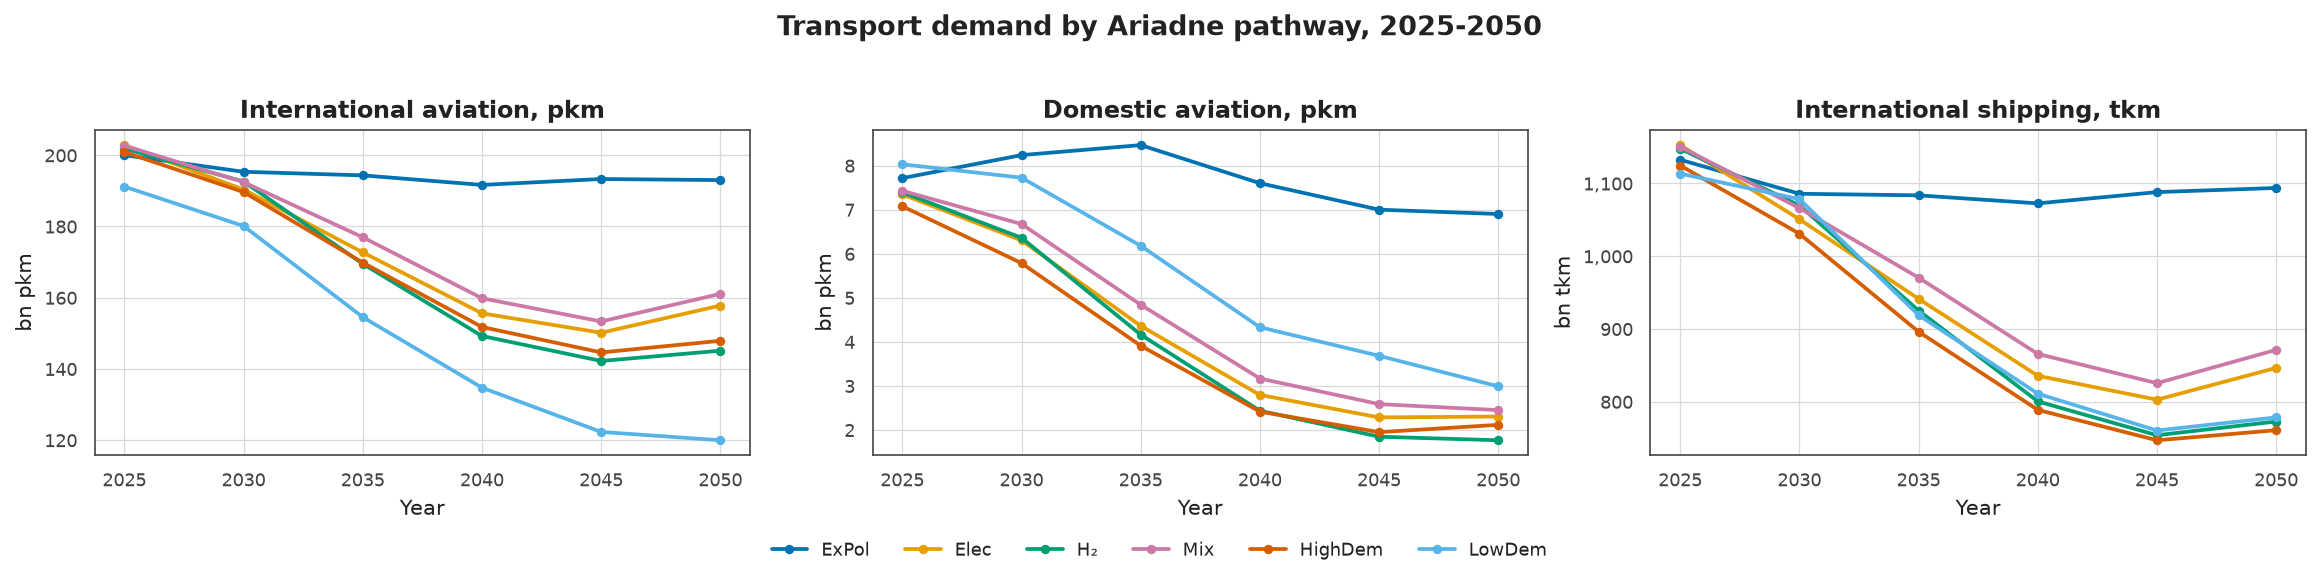 Transport demand by Ariadne pathway, 2025-2050
International aviation, pkm
bn pkm
200
180
160
140
120
2025 2030 2035 2040 2045 2050
Year
Domestic aviation, pkm
bn pkm
8
7
6
5
4
3
2
2025 2030 2035 2040 2045 2050
Year
International shipping, tkm
bn tkm
1,100
1,000
900
800
2025 2030 2035 2040 2045 2050
Year
ExPol Elec H₂ Mix HighDem LowDem